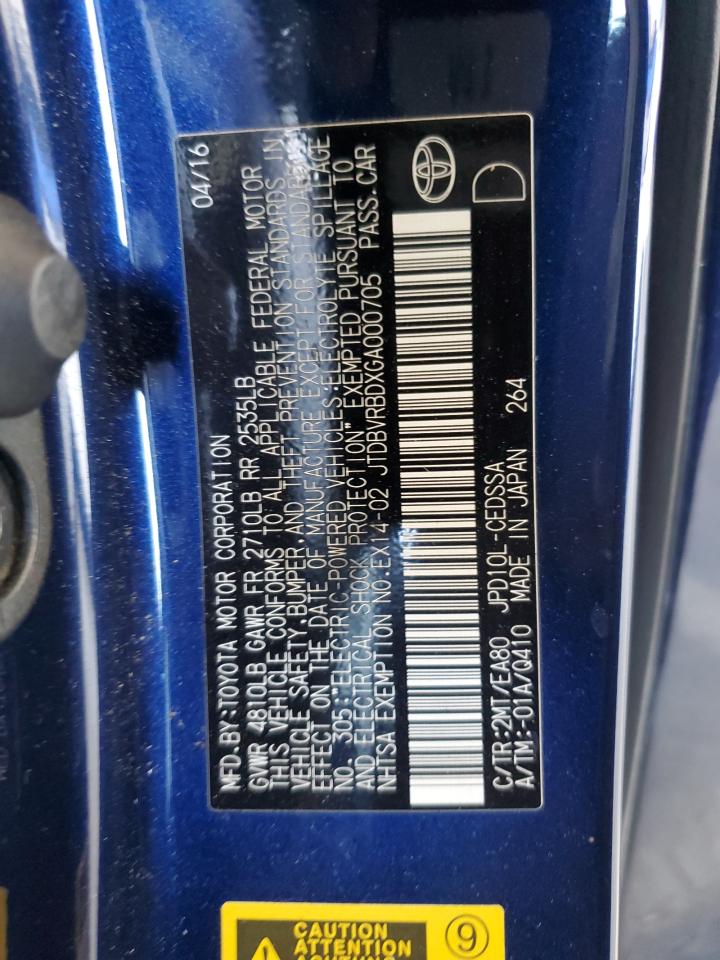 04/16
MFD.BY:TOYOTA MOTOR CORPORATION
GVWR 4810LB GAWR FR 2710LB RR 2535LB
THIS VEHICLE CONFORMS TO ALL APPLICABLE FEDERAL MOTOR
VEHICLE SAFETY,BUMPER,AND THEFT PREVENTION STANDARDS IN
EFFECT ON THE DATE OF MANUFACTURE EXCEPT FOR STANDARD
NO. 305:"ELECTRIC-POWERED VEHICLES:ELECTROLYTE SPILLEAGE
AND ELECTRICAL SHOCK PROTECTION" EXEMPTED PURSUANT TO
NHTSA EXEMPTION NO.EX 14-02 JTDBVRBDXGA000705 PASS.CAR
C/TR:2MT/EA80 JPD10L-CEDSSA
A/TM:-01A/Q410 MADE IN JAPAN 264
D
CAUTION
ATTENTION
9